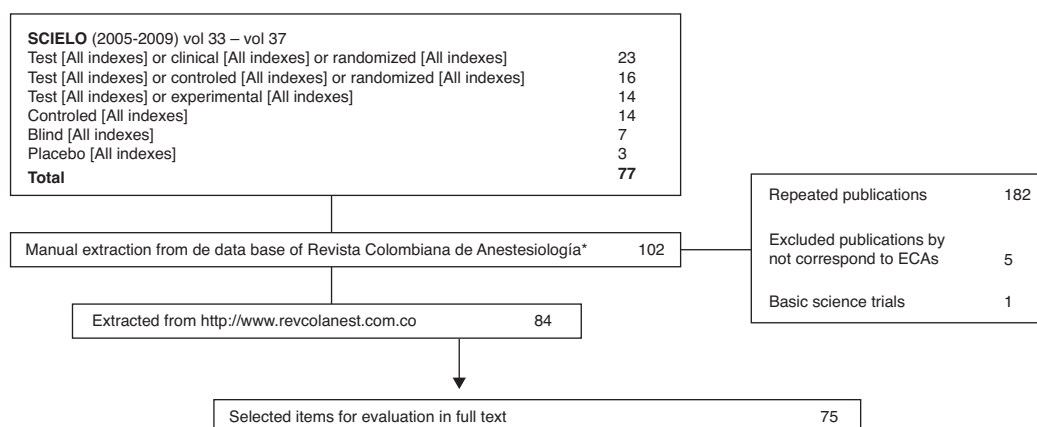 SCIELO (2005-2009) vol 33 – vol 37
Test [All indexes] or clinical [All indexes] or randomized [All indexes] 23
Test [All indexes] or controled [All indexes] or randomized [All indexes] 16
Test [All indexes] or experimental [All indexes] 14
Controled [All indexes] 14
Blind [All indexes] 7
Placebo [All indexes] 3
Total 77
Repeated publications 182
Excluded publications by
not correspond to ECAs 5
Basic science trials 1
Manual extraction from de data base of Revista Colombiana de Anestesiología* 102
Extracted from http://www.revcolanest.com.co 84
Selected items for evaluation in full text 75